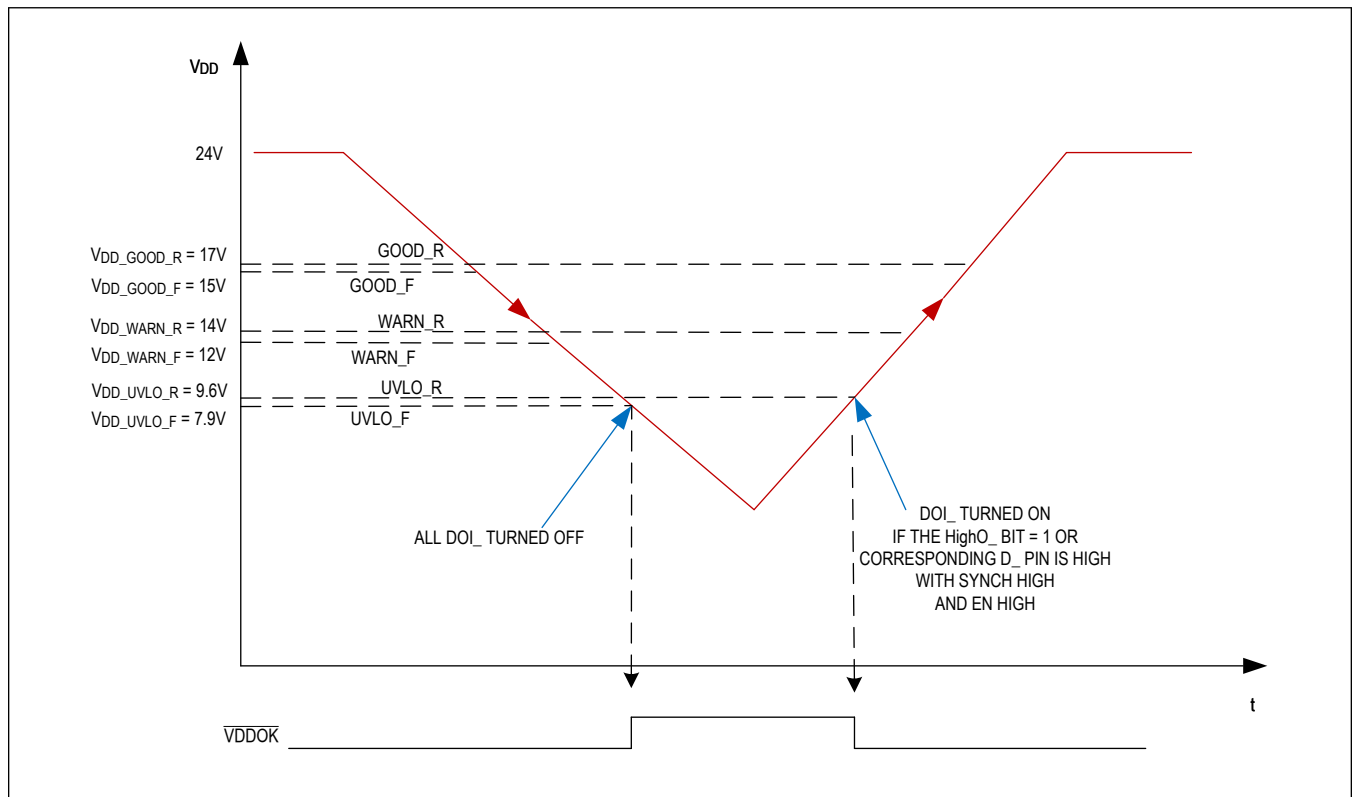 VDD
24V
VDD_GOOD_R = 17V
GOOD_R
VDD_GOOD_F = 15V
GOOD_F
VDD_WARN_R = 14V
WARN_R
VDD_WARN_F = 12V
WARN_F
VDD_UVLO_R = 9.6V
UVLO_R
VDD_UVLO_F = 7.9V
UVLO_F
ALL DOI_ TURNED OFF
DOI_ TURNED ON
IF THE HighO_ BIT = 1 OR
CORRESPONDING D_ PIN IS HIGH
WITH SYNCH HIGH
AND EN HIGH
t
VDDOK